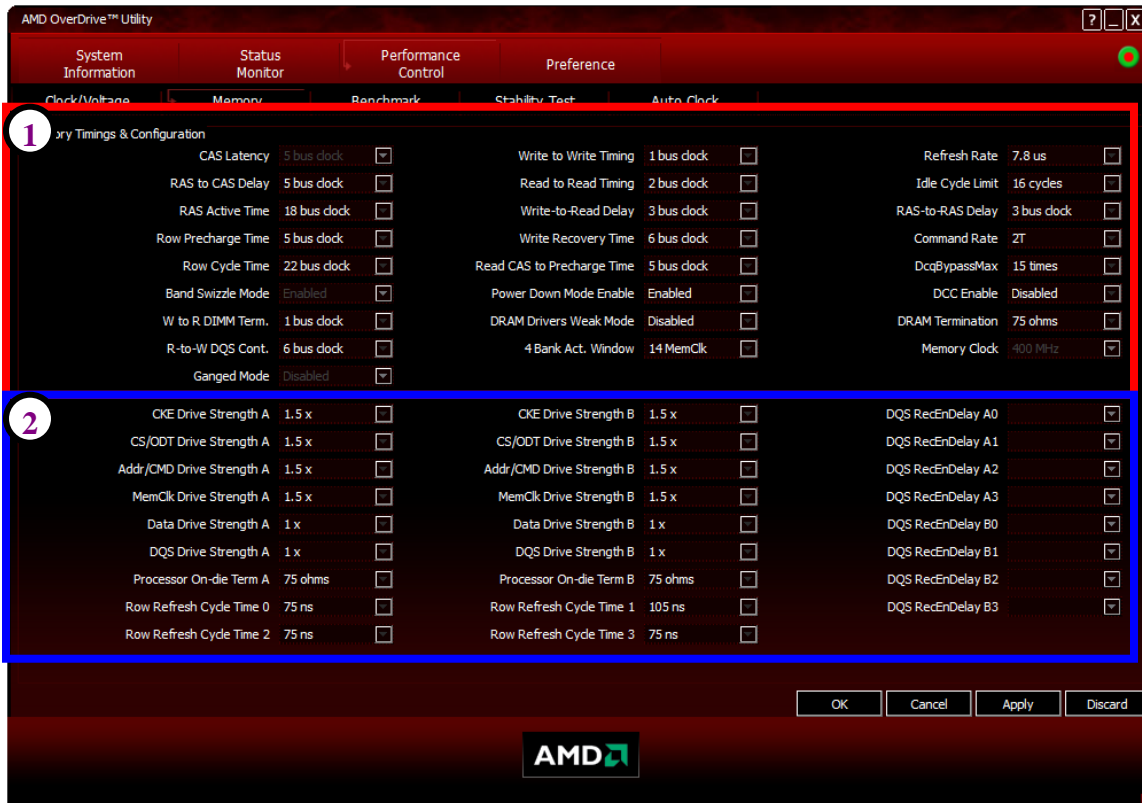 AMD OverDrive™ Utility
? _ X
System Information
Status Monitor
Performance Control
Preference
Clock/Voltage Memory Benchmark Stability Test Auto Clock
1
ory Timings & Configuration
CAS Latency 5 bus clock Write to Write Timing 1 bus clock Refresh Rate 7.8 us
RAS to CAS Delay 5 bus clock Read to Read Timing 2 bus clock Idle Cycle Limit 16 cycles
RAS Active Time 18 bus clock Write-to-Read Delay 3 bus clock RAS-to-RAS Delay 3 bus clock
Row Precharge Time 5 bus clock Write Recovery Time 6 bus clock Command Rate 2T
Row Cycle Time 22 bus clock Read CAS to Precharge Time 5 bus clock DcqBypassMax 15 times
Band Swizzle Mode Enabled Power Down Mode Enable Enabled DCC Enable Disabled
W to R DIMM Term. 1 bus clock DRAM Drivers Weak Mode Disabled DRAM Termination 75 ohms
R-to-W DQS Cont. 6 bus clock 4 Bank Act. Window 14 MemClk Memory Clock 400 MHz
Ganged Mode Disabled
2
CKE Drive Strength A 1.5 x CKE Drive Strength B 1.5 x DQS RecEnDelay A0
CS/ODT Drive Strength A 1.5 x CS/ODT Drive Strength B 1.5 x DQS RecEnDelay A1
Addr/CMD Drive Strength A 1.5 x Addr/CMD Drive Strength B 1.5 x DQS RecEnDelay A2
MemClk Drive Strength A 1.5 x MemClk Drive Strength B 1.5 x DQS RecEnDelay A3
Data Drive Strength A 1 x Data Drive Strength B 1 x DQS RecEnDelay B0
DQS Drive Strength A 1 x DQS Drive Strength B 1 x DQS RecEnDelay B1
Processor On-die Term A 75 ohms Processor On-die Term B 75 ohms DQS RecEnDelay B2
Row Refresh Cycle Time 0 75 ns Row Refresh Cycle Time 1 105 ns DQS RecEnDelay B3
Row Refresh Cycle Time 2 75 ns Row Refresh Cycle Time 3 75 ns
OK Cancel Apply Discard
AMD